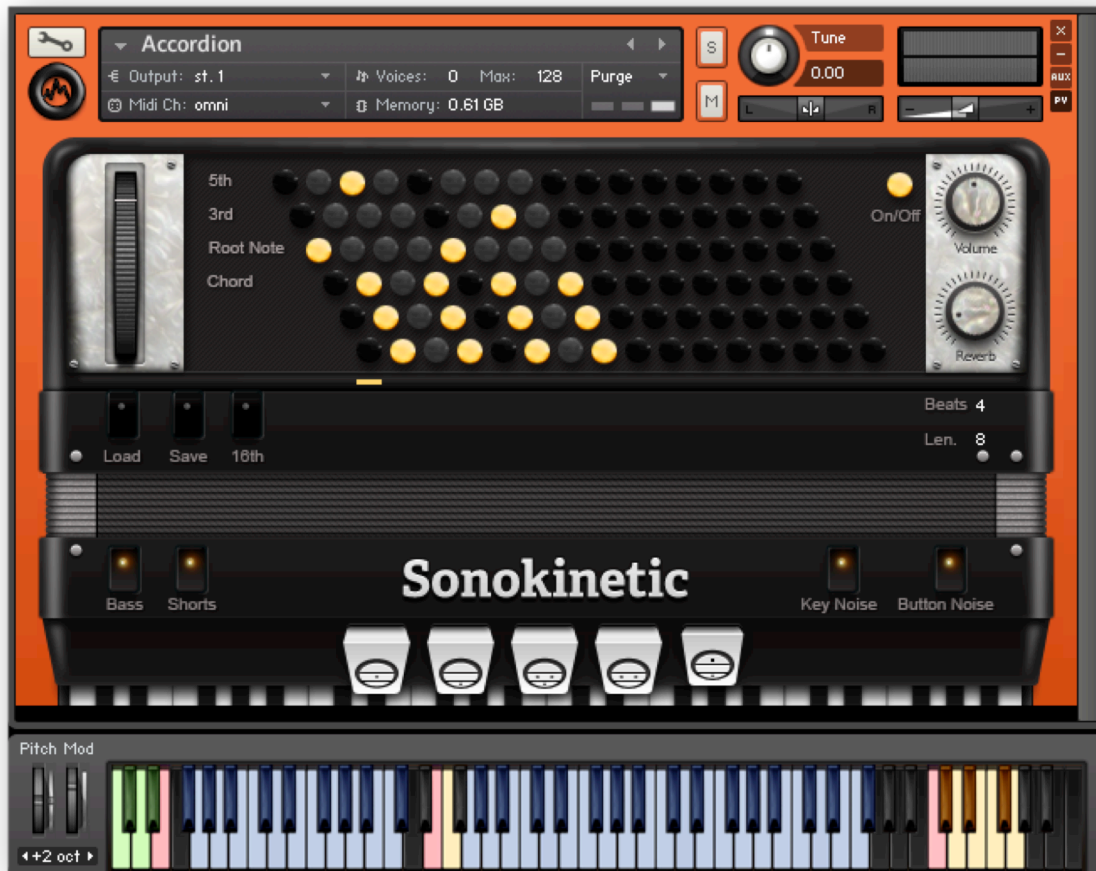 Accordion
S
Tune
X
–
Output: st. 1
Voices: 0 Max: 128
Purge
0.00
AUX
Midi Ch: omni
Memory: 0.61 GB
M
L
R
–
+
PV
5th
3rd
On/Off
Root Note
Volume
Chord
Reverb
Beats 4
Len. 8
Load
Save
16th
Sonokinetic
Bass
Shorts
Key Noise
Button Noise
Pitch Mod
+2 oct